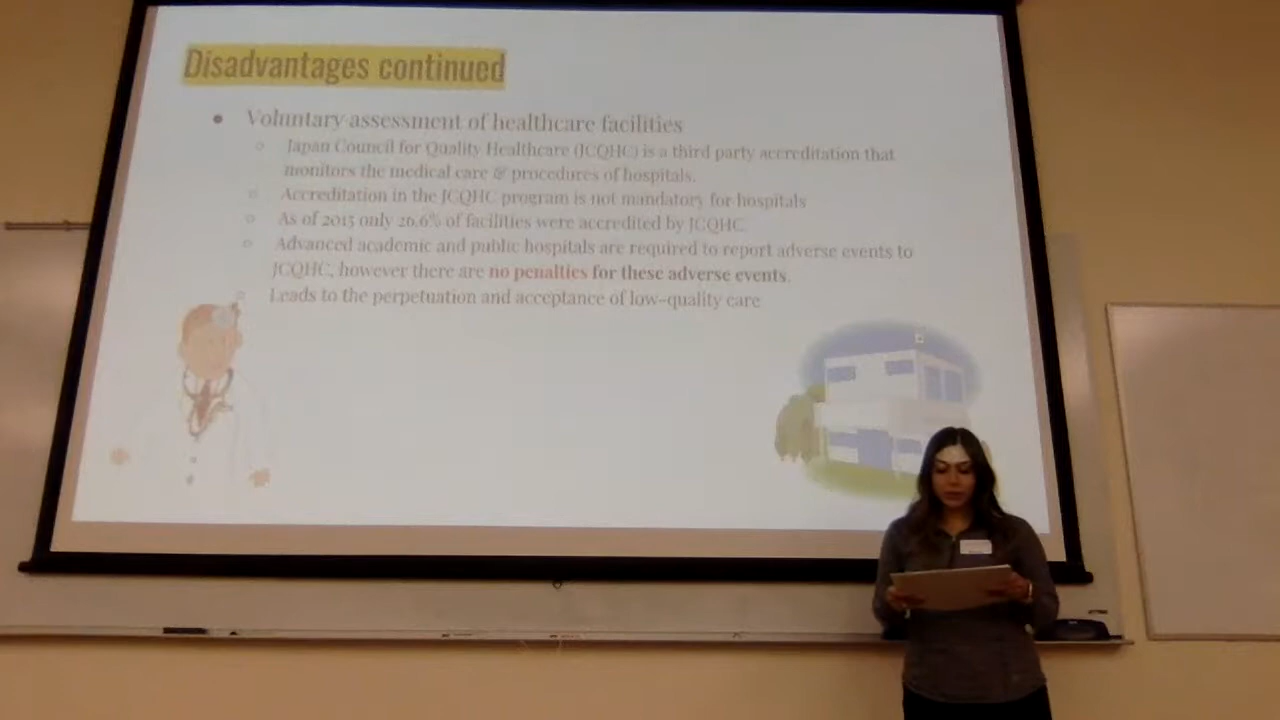 Disadvantages continued
Voluntary assessment of healthcare facilities
Japan Council for Quality Healthcare (JCQHC) is a third party accreditation that
monitors the medical care & procedures of hospitals.
Accreditation in the JCQHC program is not mandatory for hospitals
As of 2015 only 26.6% of facilities were accredited by JCQHC
Advanced academic and public hospitals are required to report adverse events to
JCQHC, however there are no penalties for these adverse events.
Leads to the perpetuation and acceptance of low-quality care